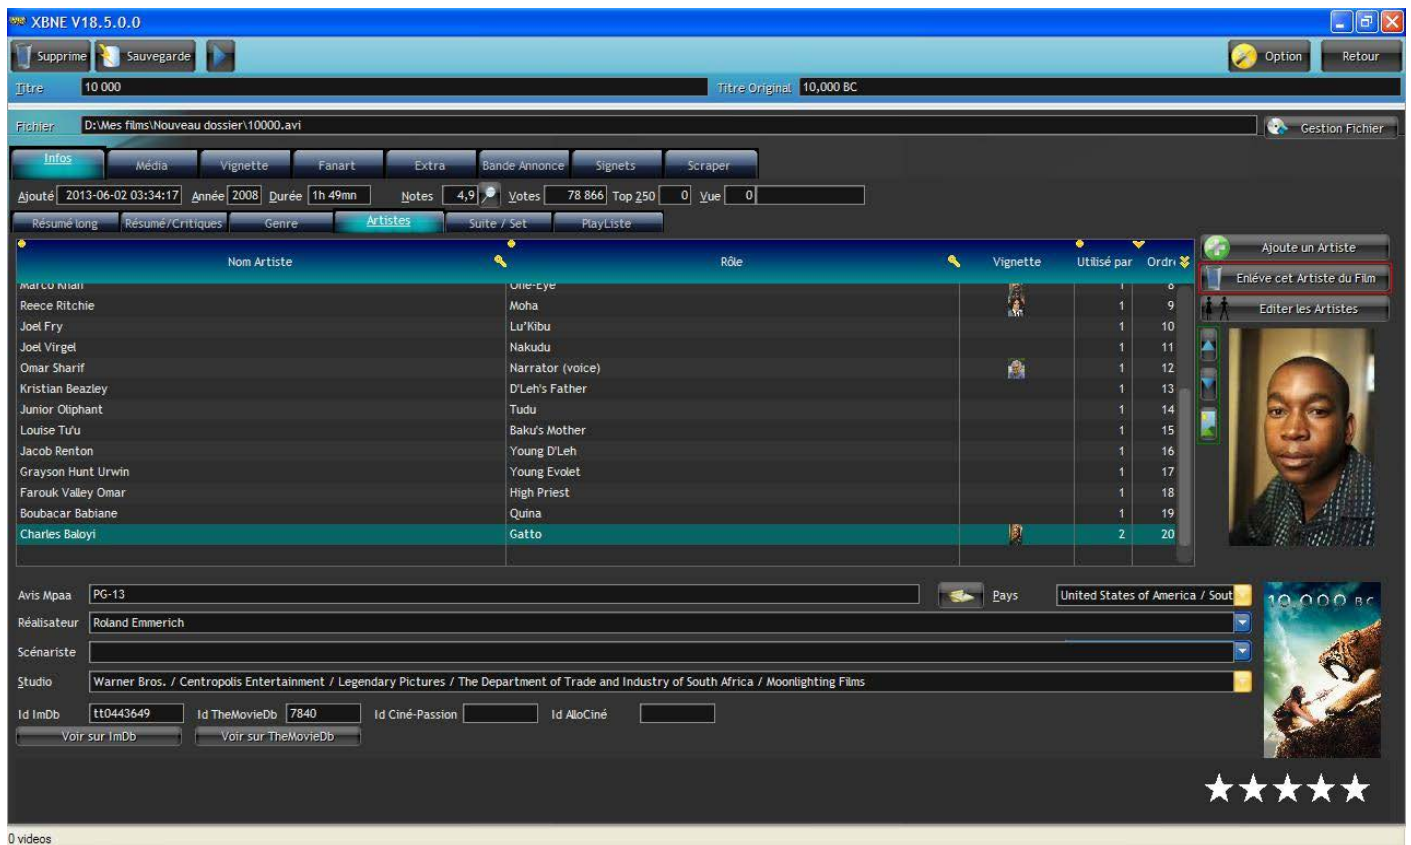 XBNE V18.5.0.0
Supprime Sauvegarde Option Retour
Titre 10 000 Titre Original 10,000 BC
Fichier D:\Mes films\Nouveau dossier\10000.avi Gestion Fichier
Infos Média Vignette Fanart Extra Bande Annonce Signets Scraper
Ajouté 2013-06-02 03:34:17 Année 2008 Durée 1h 49mn Notes 4,9 Votes 78 866 Top 250 0 Vue 0
Résumé long Résumé/Critiques Genre Artistes Suite / Set PlayListe
Nom Artiste Rôle Vignette Utilisé par Ordre Ajoute un Artiste
Marco Khan One-Eye 1 8 Enléve cet Artiste du Film
Reece Ritchie Moha 1 9 Editer les Artistes
Joel Fry Lu'Kibu 1 10
Joel Virgel Nakudu 1 11
Omar Sharif Narrator (voice) 1 12
Kristian Beazley D'Leh's Father 1 13
Junior Oliphant Tudu 1 14
Louise Tu'u Baku's Mother 1 15
Jacob Renton Young D'Leh 1 16
Grayson Hunt Urwin Young Evolet 1 17
Farouk Valley Omar High Priest 1 18
Boubacar Babiane Quina 1 19
Charles Baloyi Gatto 2 20
Avis Mpaa PG-13 Pays United States of America / Sout
10,000 BC
Réalisateur Roland Emmerich
Scénariste
Studio Warner Bros. / Centropolis Entertainment / Legendary Pictures / The Department of Trade and Industry of South Africa / Moonlighting Films
Id ImDb tt0443649 Id TheMovieDb 7840 Id Ciné-Passion Id AlloCiné
Voir sur ImDb Voir sur TheMovieDb
0 videos